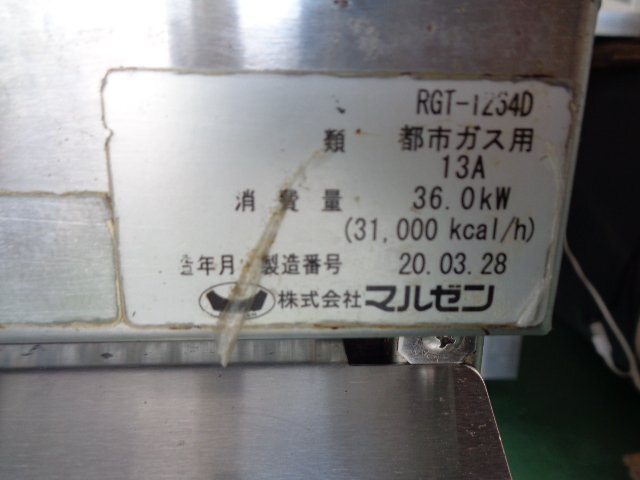 RGT-12S4D
類 都市ガス用
13A
消費量 36.0kW
(31,000 kcal/h)
年月 製造番号 20.03.28
株式会社 マルゼン